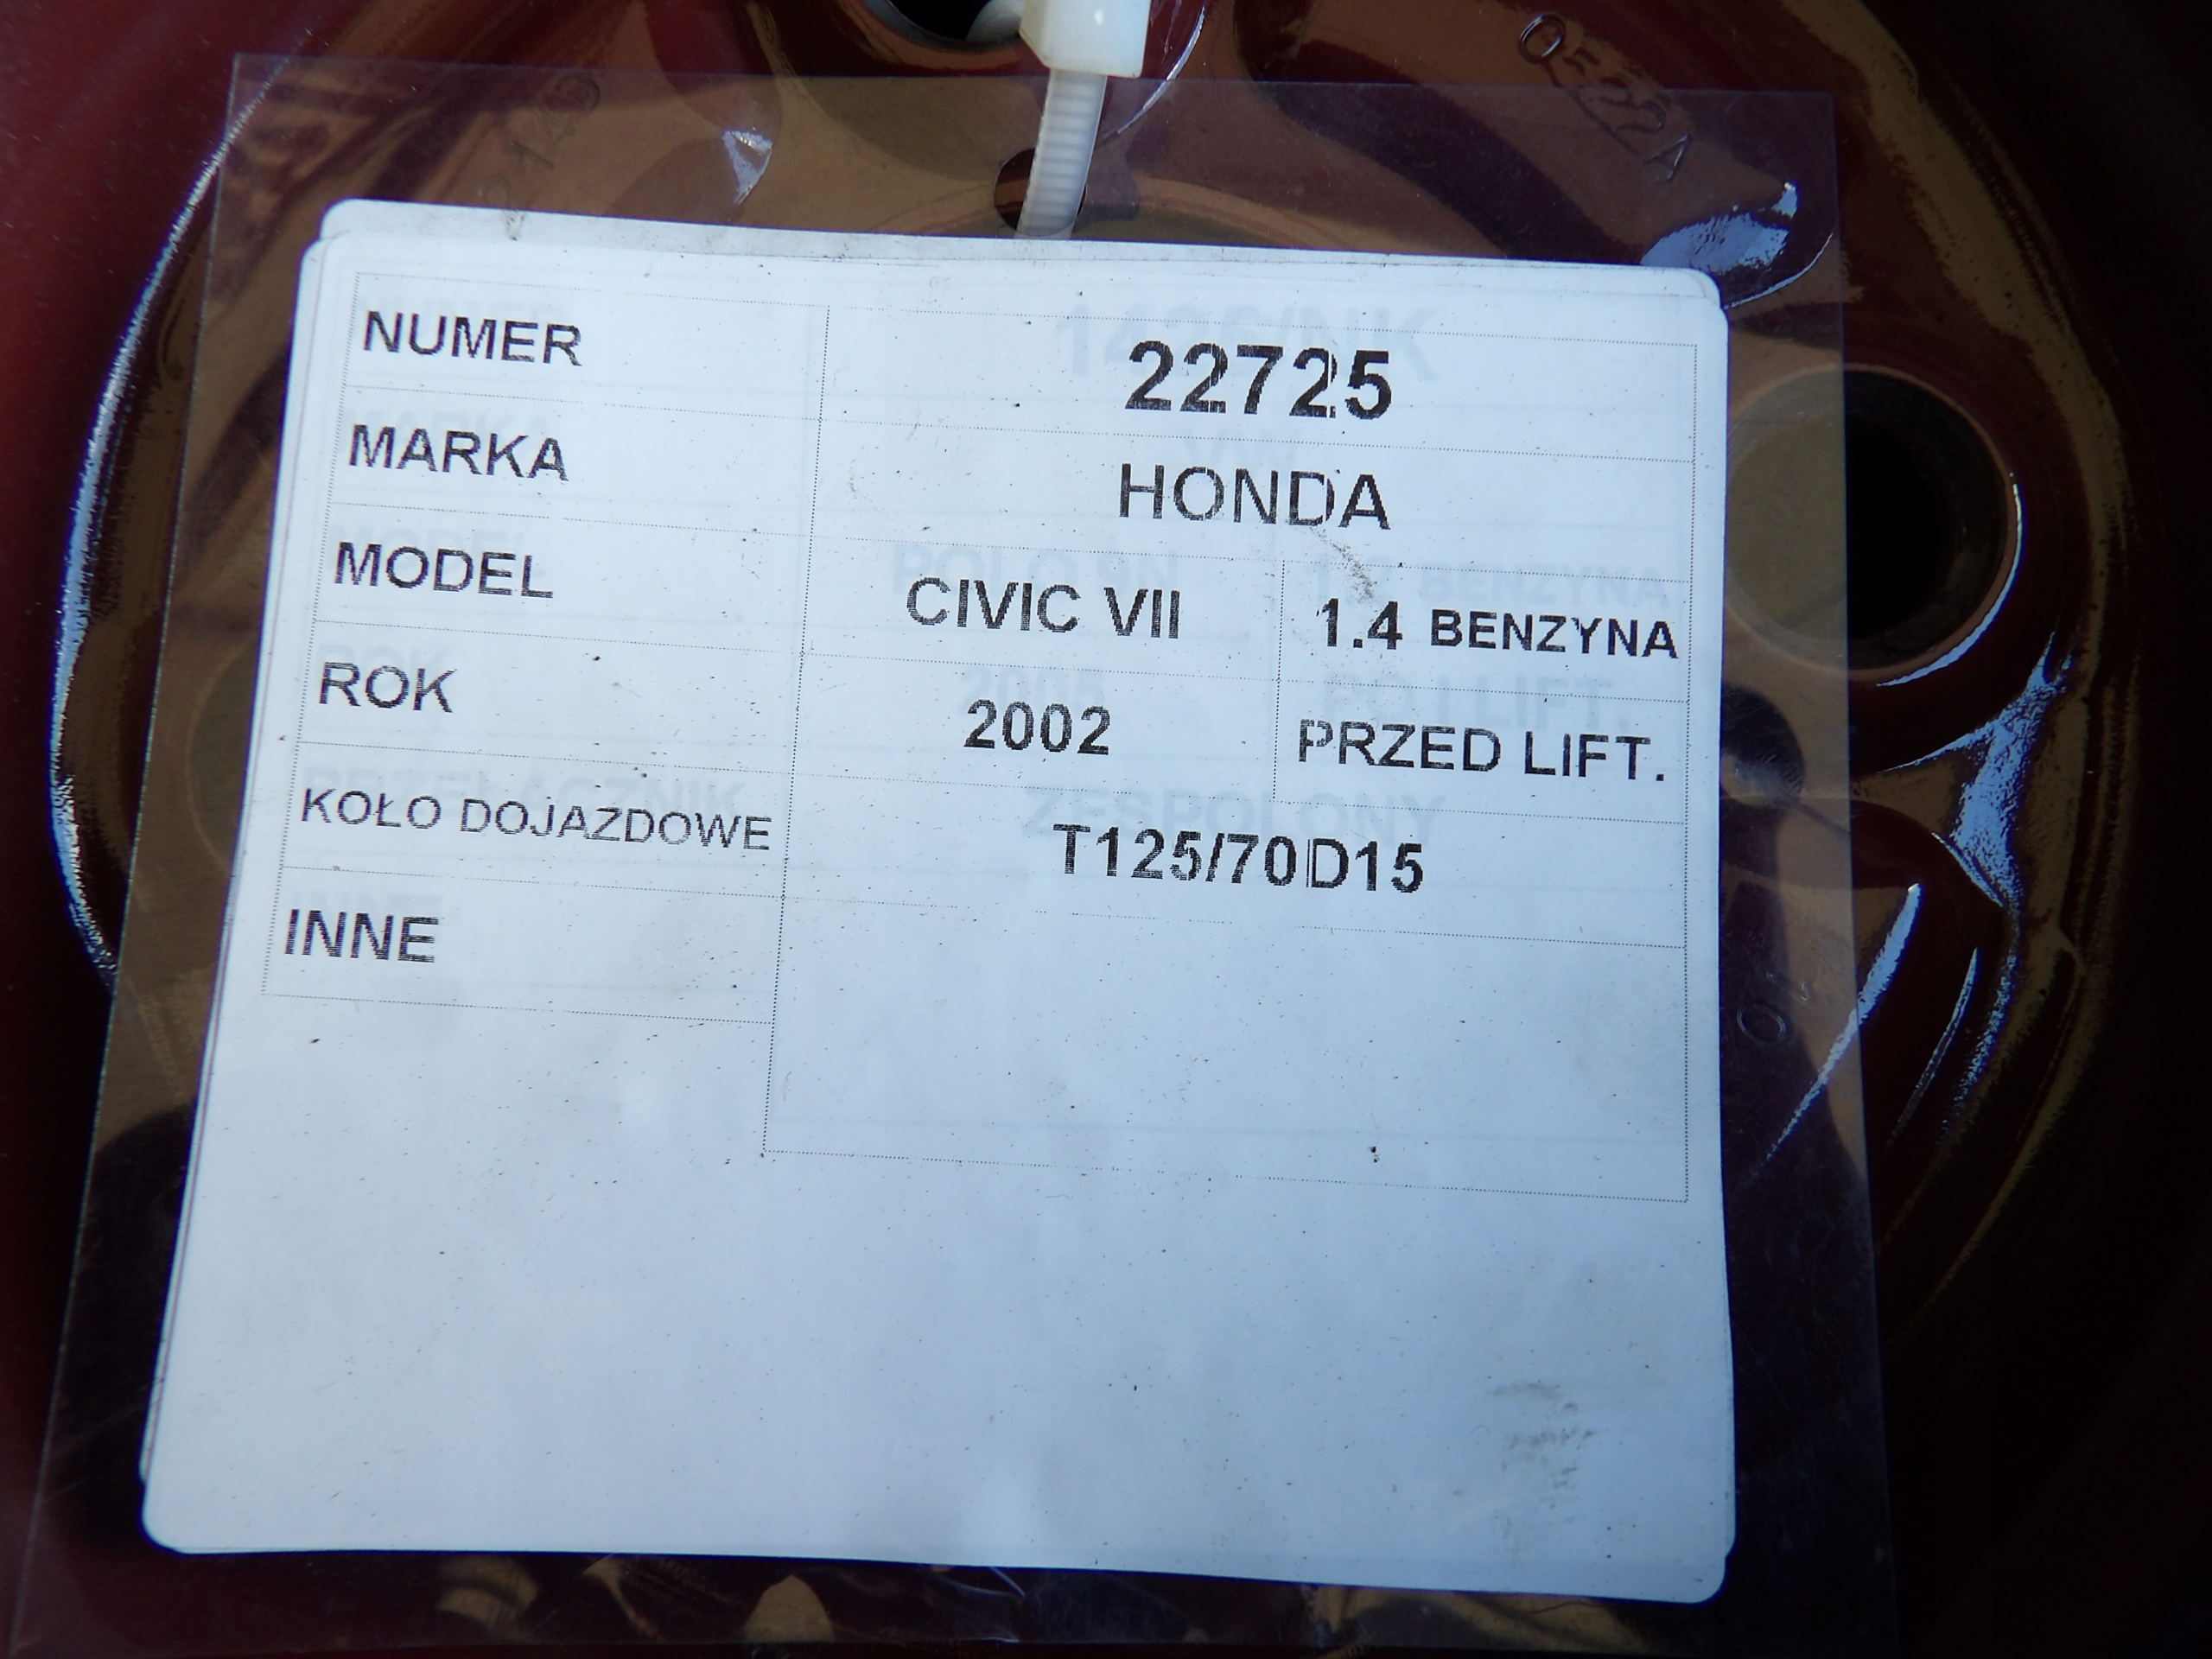 0522A
NUMER 22725
MARKA HONDA
MODEL CIVIC VII 1.4 BENZYNA
ROK 2002 PRZED LIFT.
KOŁO DOJAZDOWE T125/70D15
INNE